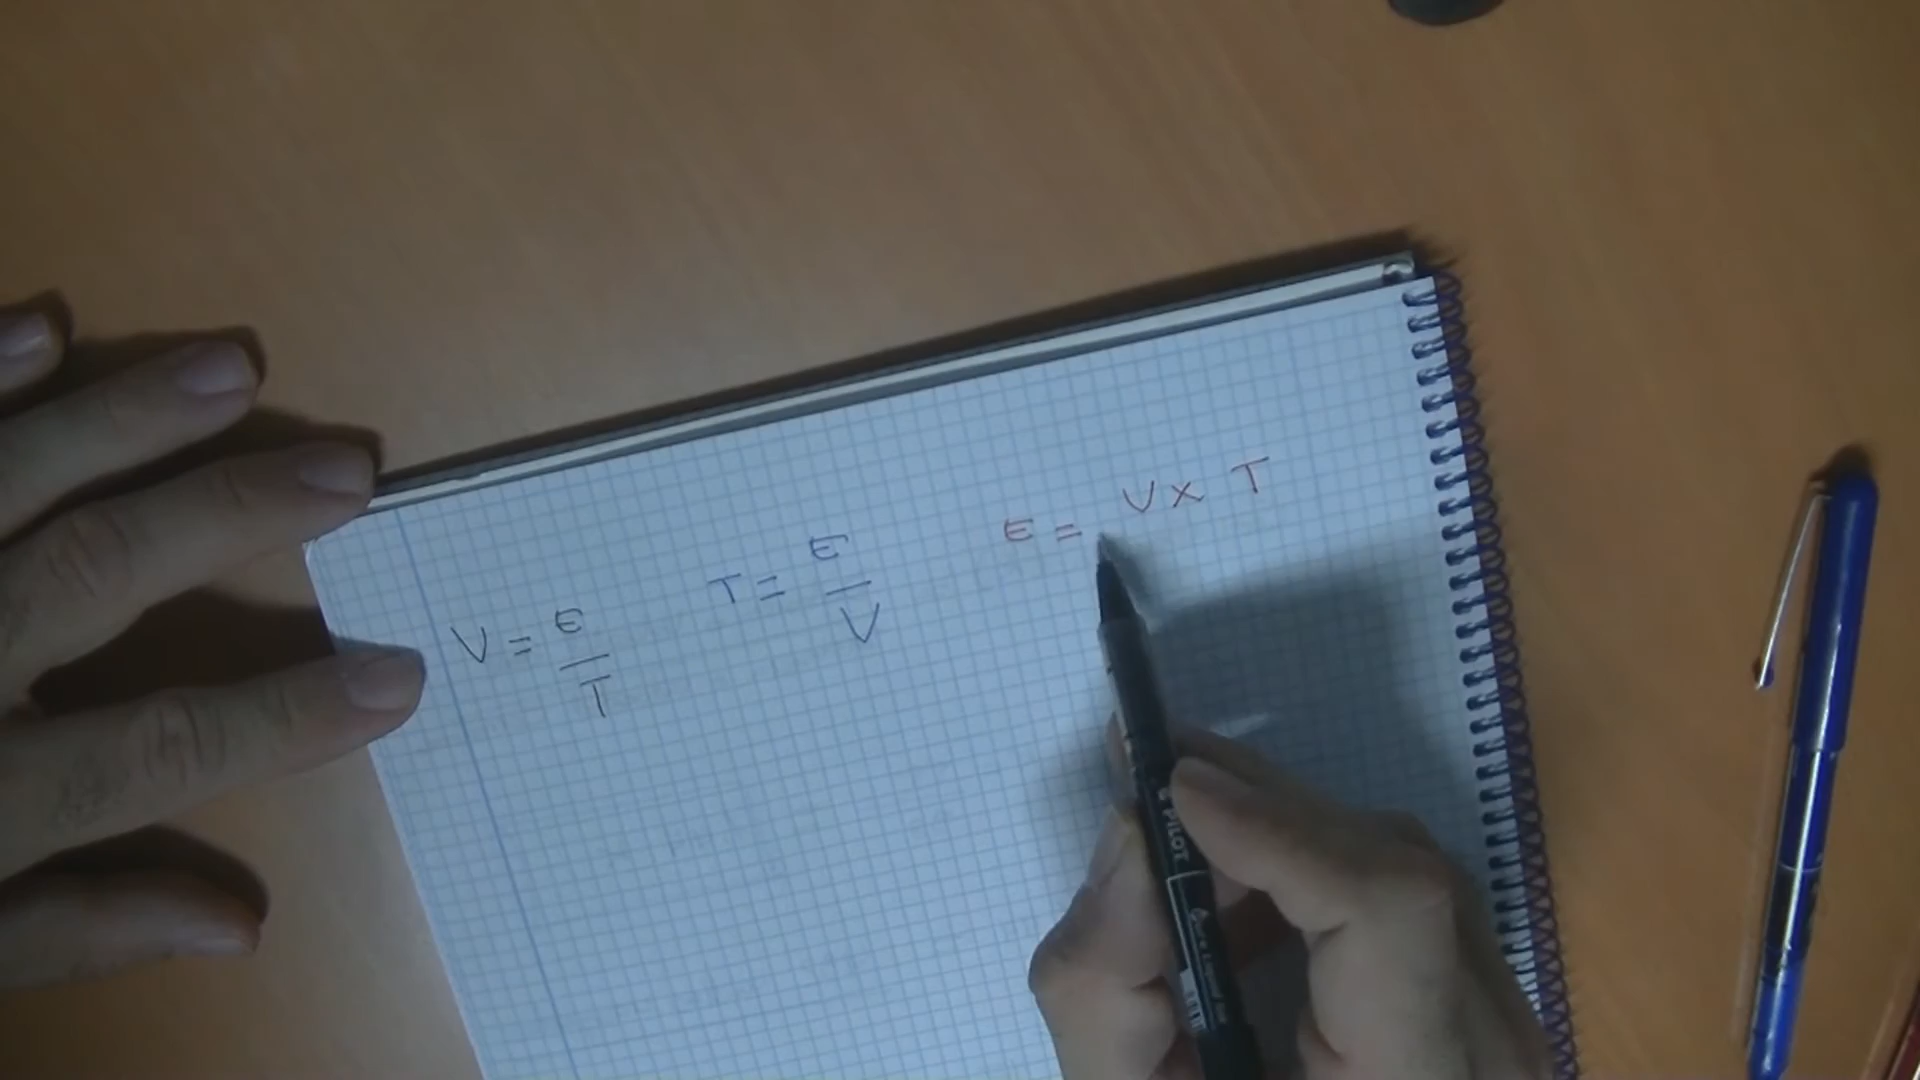 V = E/T
T = E/V
E = V x T
PILOT